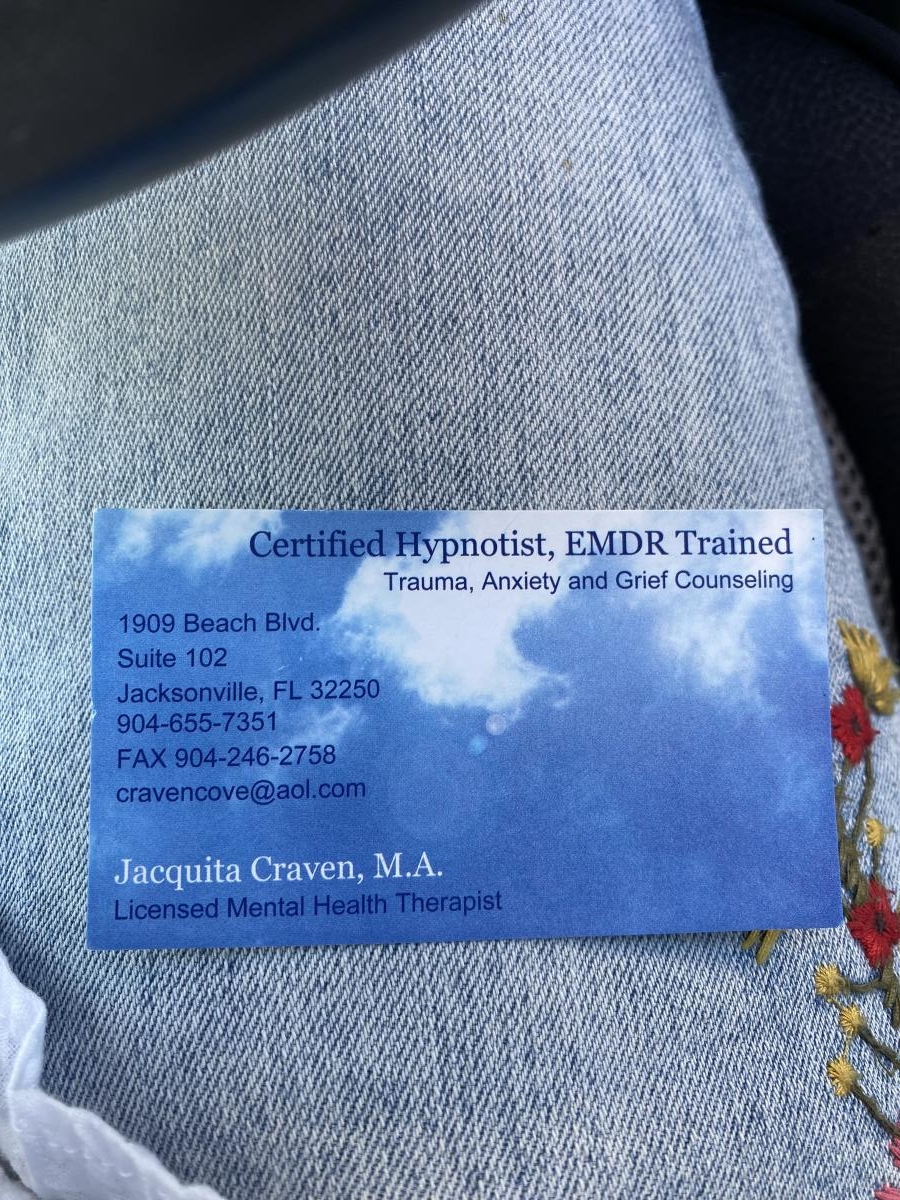 Certified Hypnotist, EMDR Trained
Trauma, Anxiety and Grief Counseling
1909 Beach Blvd.
Suite 102
Jacksonville, FL 32250
904-655-7351
FAX 904-246-2758
cravencove@aol.com
Jacquita Craven, M.A.
Licensed Mental Health Therapist